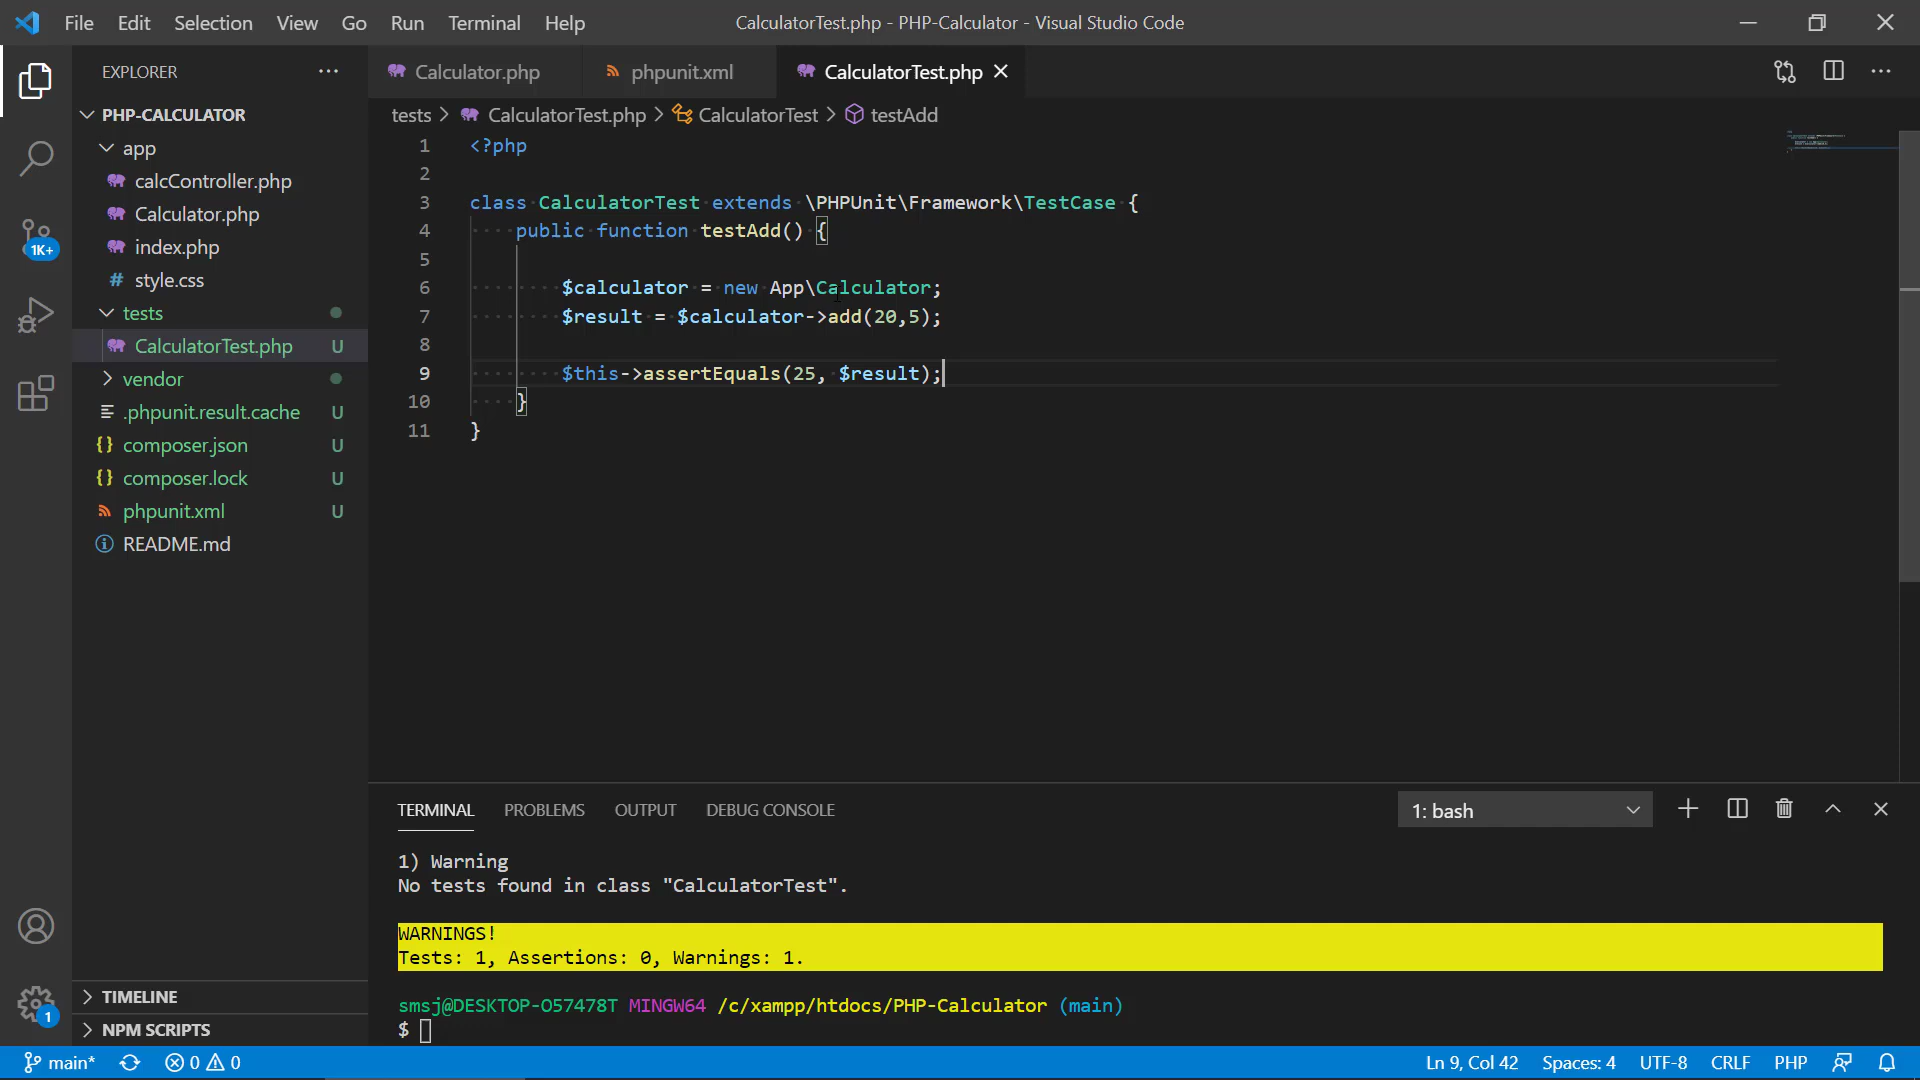 File Edit Selection View Go Run Terminal Help
CalculatorTest.php - PHP-Calculator - Visual Studio Code
EXPLORER
PHP-CALCULATOR
app
calcController.php
Calculator.php
index.php
# style.css
tests
CalculatorTest.php U
vendor
.phpunit.result.cache U
{} composer.json U
{} composer.lock U
phpunit.xml U
README.md
TIMELINE
NPM SCRIPTS
1K+
1
Calculator.php phpunit.xml CalculatorTest.php
tests > CalculatorTest.php > CalculatorTest > testAdd
1 <?php
2
3 class CalculatorTest extends \PHPUnit\Framework\TestCase {
4 public function testAdd() {
5
6 $calculator = new App\Calculator;
7 $result = $calculator->add(20,5);
8
9 $this->assertEquals(25, $result);
10 }
11 }
TERMINAL PROBLEMS OUTPUT DEBUG CONSOLE
1: bash
1) Warning
No tests found in class "CalculatorTest".
WARNINGS!
Tests: 1, Assertions: 0, Warnings: 1.
smsj@DESKTOP-O57478T MINGW64 /c/xampp/htdocs/PHP-Calculator (main)
$
main* 0 0
Ln 9, Col 42 Spaces: 4 UTF-8 CRLF PHP